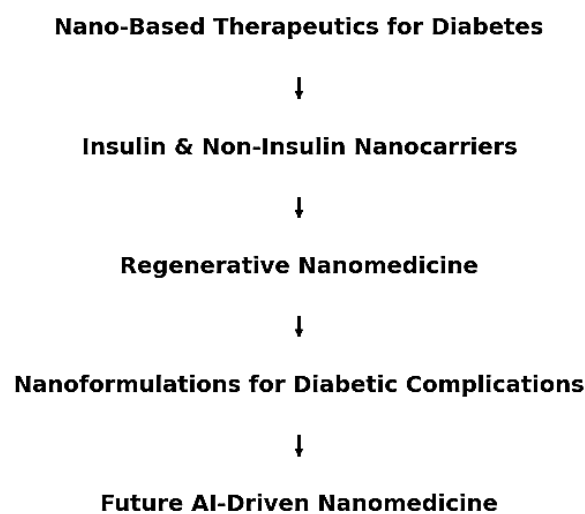 Nano-Based Therapeutics for Diabetes
Insulin & Non-Insulin Nanocarriers
Regenerative Nanomedicine
Nanoformulations for Diabetic Complications
Future AI-Driven Nanomedicine